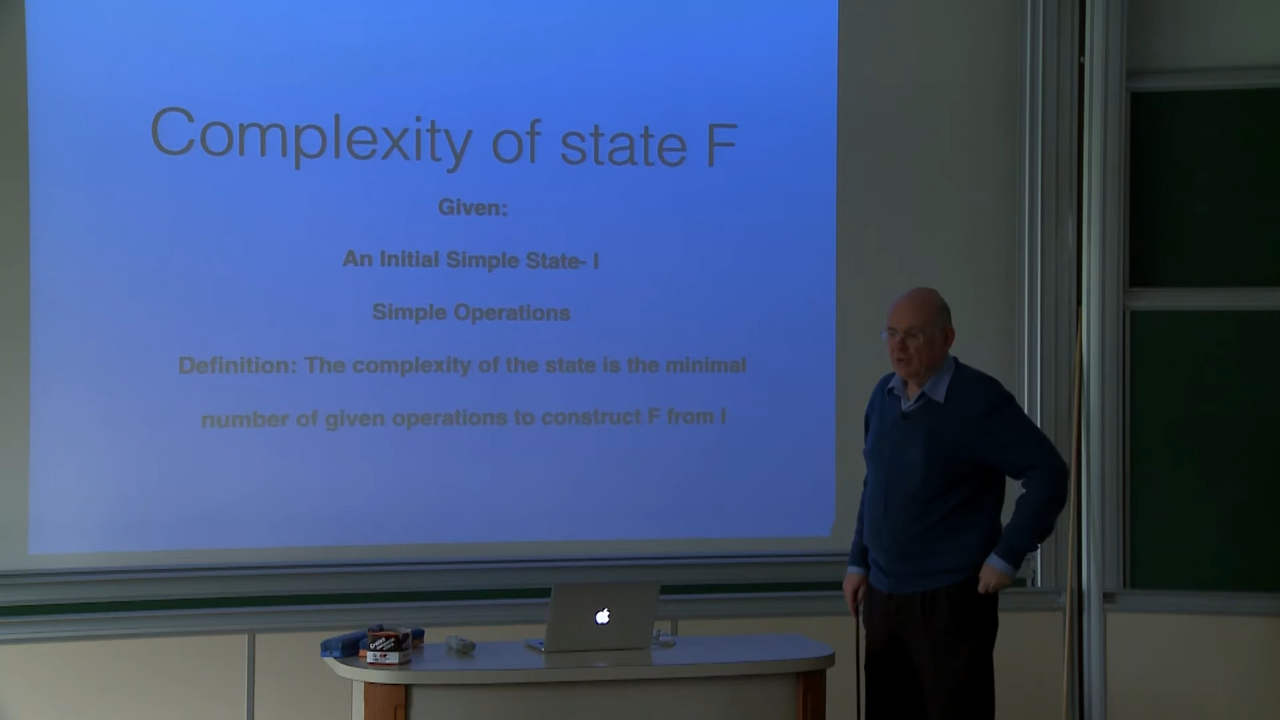 Complexity of state F
Given:
An Initial Simple State- I
Simple Operations
Definition: The complexity of the state is the minimal
number of given operations to construct F from I